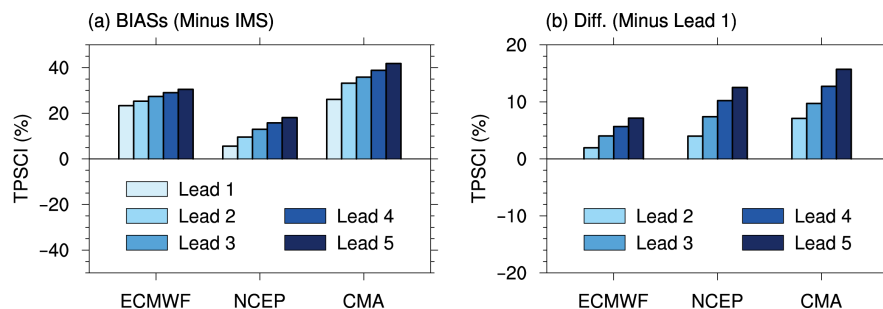 (a) BIASs (Minus IMS)
TPSCI (%)
40
20
0
−20
−40
Lead 1
Lead 2
Lead 3
Lead 4
Lead 5
ECMWF NCEP CMA
(b) Diff. (Minus Lead 1)
TPSCI (%)
20
10
0
−10
−20
Lead 2
Lead 3
Lead 4
Lead 5
ECMWF NCEP CMA